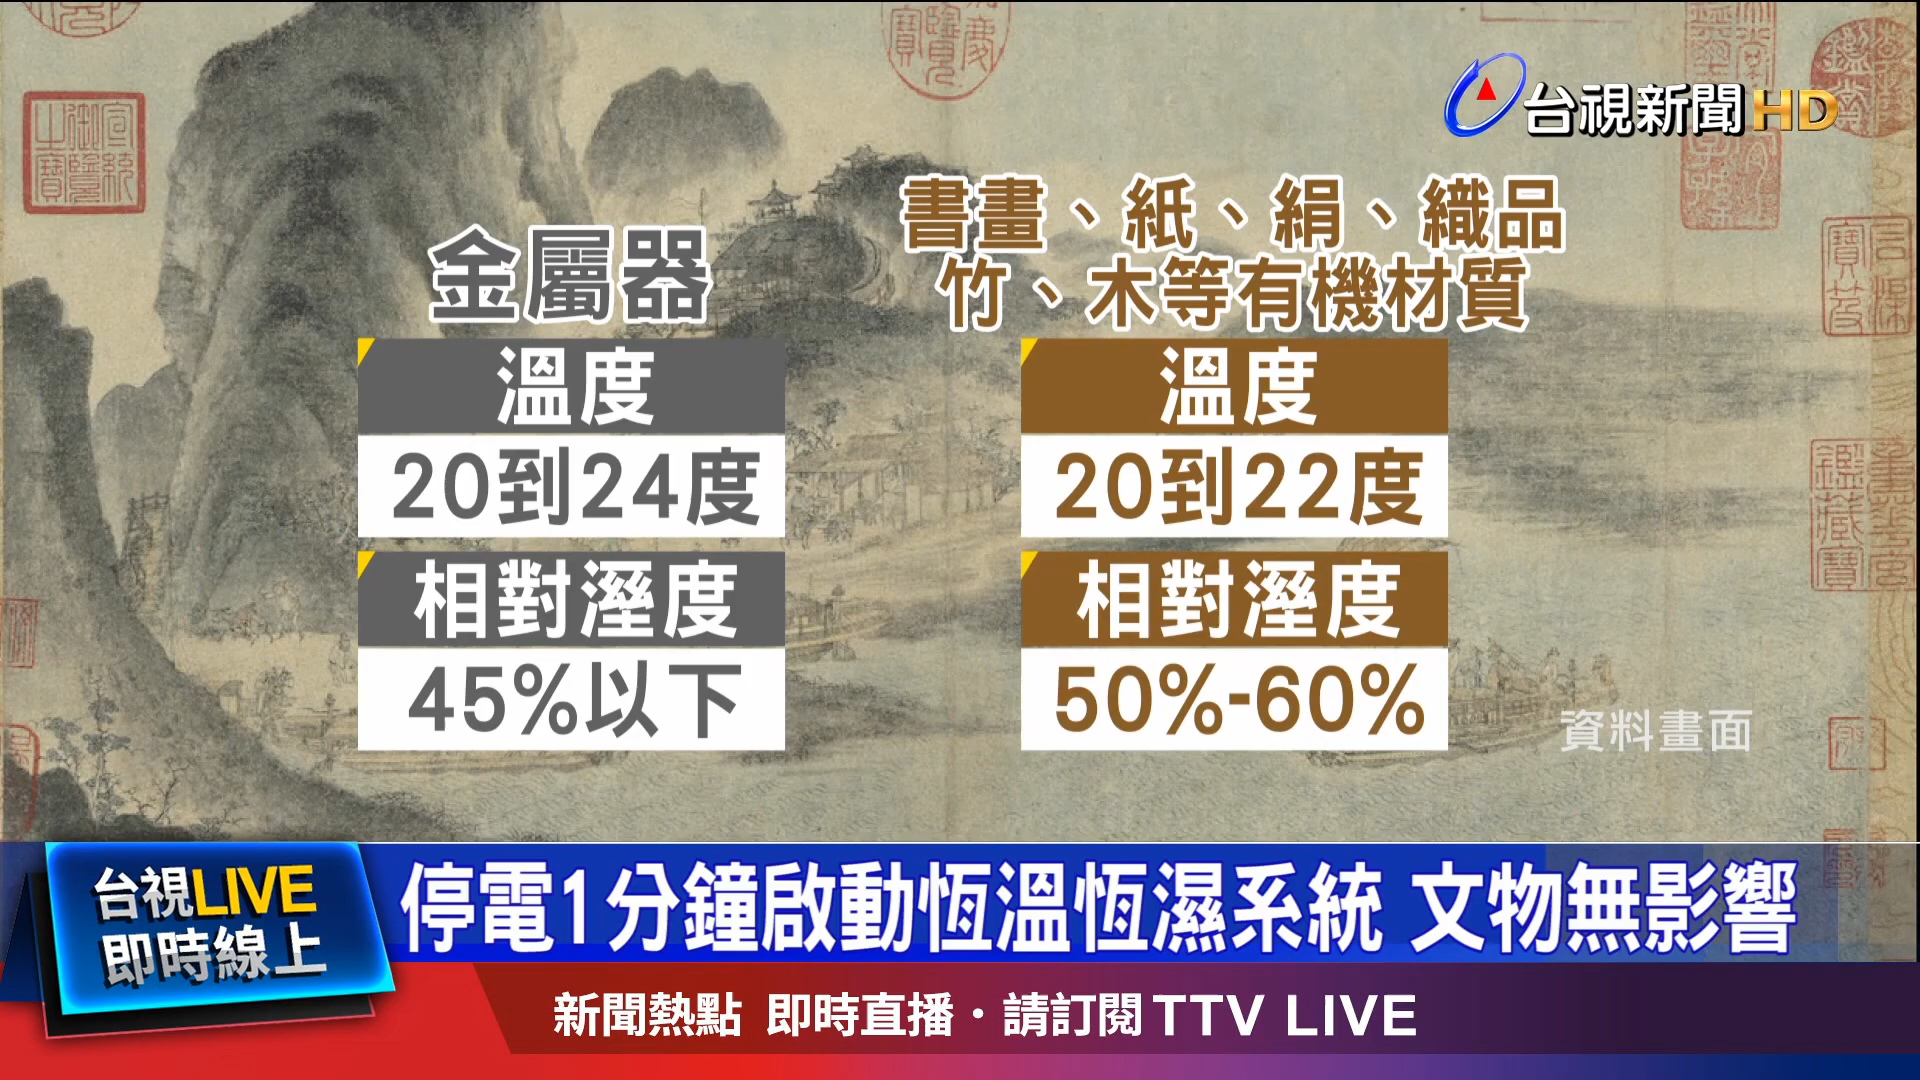 台視新聞HD
金屬器
溫度
20到24度
相對溼度
45%以下
書畫、紙、絹、織品
竹、木等有機材質
溫度
20到22度
相對溼度
50%-60%
資料畫面
台視LIVE
即時線上
停電1分鐘啟動恆溫恆濕系統 文物無影響
新聞熱點 即時直播・請訂閱TTV LIVE